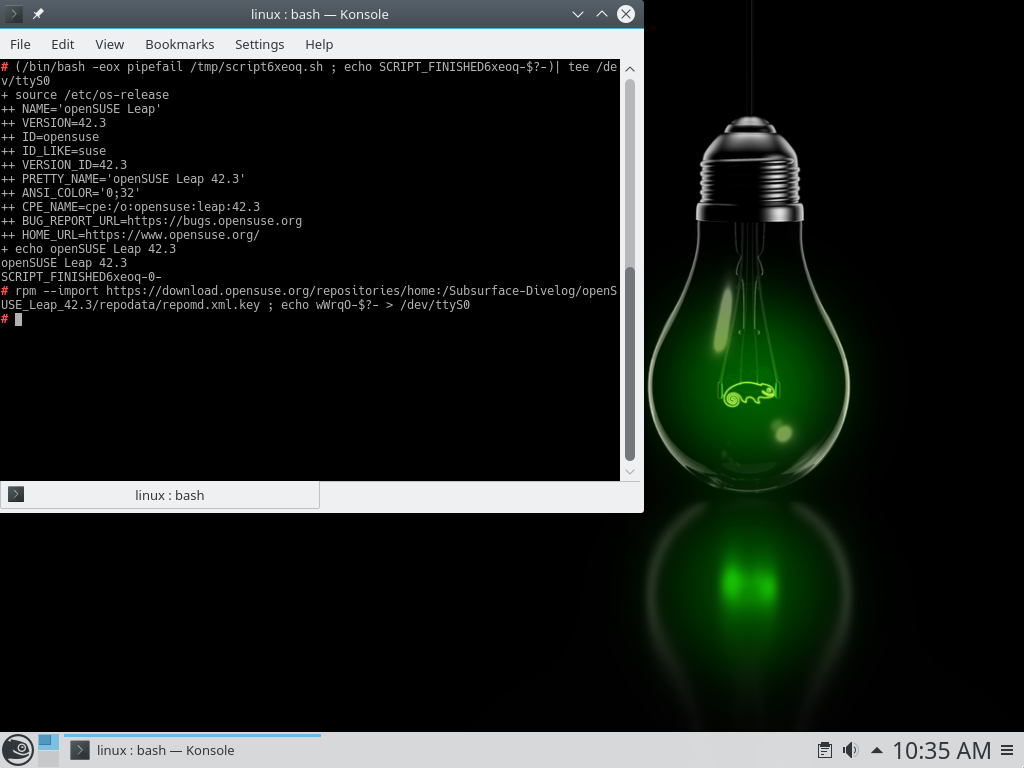 linux : bash — Konsole
File Edit View Bookmarks Settings Help
# (/bin/bash -eox pipefail /tmp/script6xeoq.sh ; echo SCRIPT_FINISHED6xeoq-$?-)| tee /de
v/ttyS0
+ source /etc/os-release
++ NAME='openSUSE Leap'
++ VERSION=42.3
++ ID=opensuse
++ ID_LIKE=suse
++ VERSION_ID=42.3
++ PRETTY_NAME='openSUSE Leap 42.3'
++ ANSI_COLOR='0;32'
++ CPE_NAME=cpe:/o:opensuse:leap:42.3
++ BUG_REPORT_URL=https://bugs.opensuse.org
++ HOME_URL=https://www.opensuse.org/
+ echo openSUSE Leap 42.3
openSUSE Leap 42.3
SCRIPT_FINISHED6xeoq-0-
# rpm --import https://download.opensuse.org/repositories/home:/Subsurface-Divelog/openS
USE_Leap_42.3/repodata/repomd.xml.key ; echo wWrqO-$?- > /dev/ttyS0
#
linux : bash
linux : bash — Konsole
10:35 AM